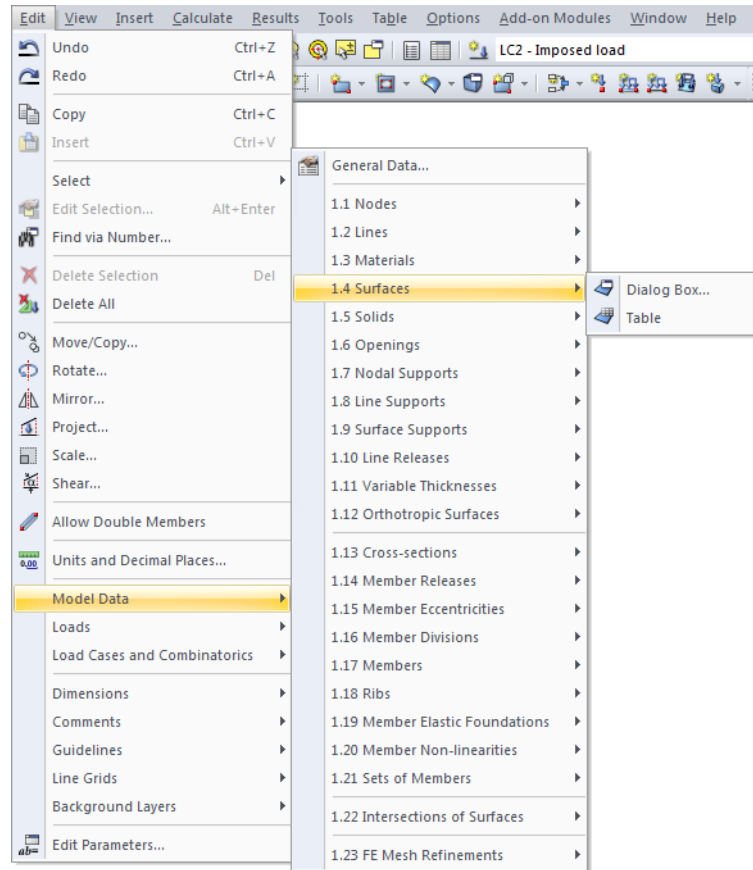 Edit View Insert Calculate Results Tools Table Options Add-on Modules Window Help
Undo Ctrl+Z
LC2 - Imposed load
Redo Ctrl+A
Copy Ctrl+C
Insert Ctrl+V
Select
Edit Selection... Alt+Enter
Find via Number...
Delete Selection Del
Delete All
Move/Copy...
Rotate...
Mirror...
Project...
Scale...
Shear...
Allow Double Members
0,00 Units and Decimal Places...
Model Data
Loads
Load Cases and Combinatorics
Dimensions
Comments
Guidelines
Line Grids
Background Layers
ab= Edit Parameters...
General Data...
1.1 Nodes
1.2 Lines
1.3 Materials
1.4 Surfaces
1.5 Solids
1.6 Openings
1.7 Nodal Supports
1.8 Line Supports
1.9 Surface Supports
1.10 Line Releases
1.11 Variable Thicknesses
1.12 Orthotropic Surfaces
1.13 Cross-sections
1.14 Member Releases
1.15 Member Eccentricities
1.16 Member Divisions
1.17 Members
1.18 Ribs
1.19 Member Elastic Foundations
1.20 Member Non-linearities
1.21 Sets of Members
1.22 Intersections of Surfaces
1.23 FE Mesh Refinements
Dialog Box...
Table